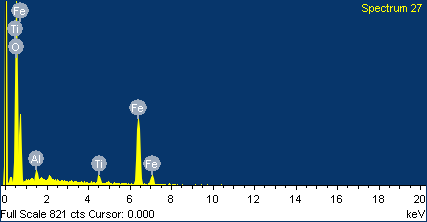 Spectrum 27
Fe
Ti
O
Fe
Al
Ti
Fe
0 2 4 6 8 10 12 14 16 18 20
Full Scale 821 cts Cursor: 0.000 keV